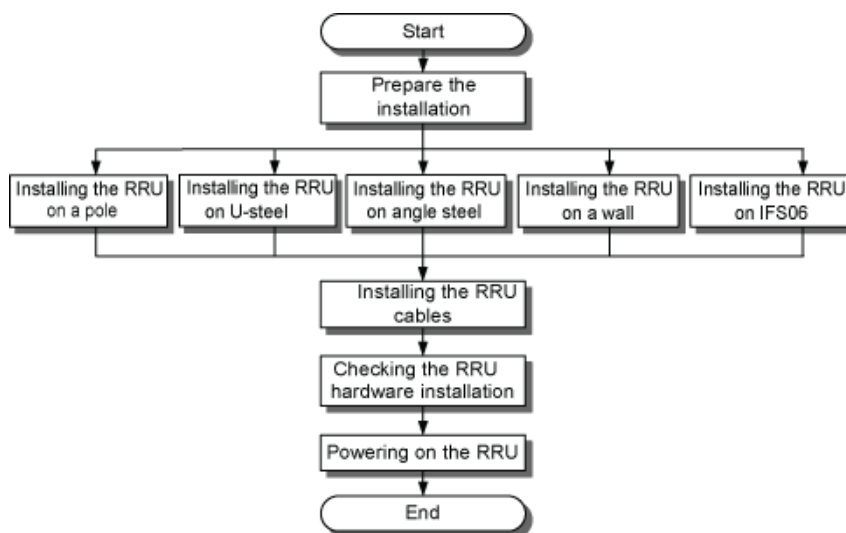 Start
Prepare the
installation
Installing the RRU
on a pole
Installing the RRU
on U-steel
Installing the RRU
on angle steel
Installing the RRU
on a wall
Installing the RRU
on IFS06
Installing the RRU
cables
Checking the RRU
hardware installation
Powering on the RRU
End